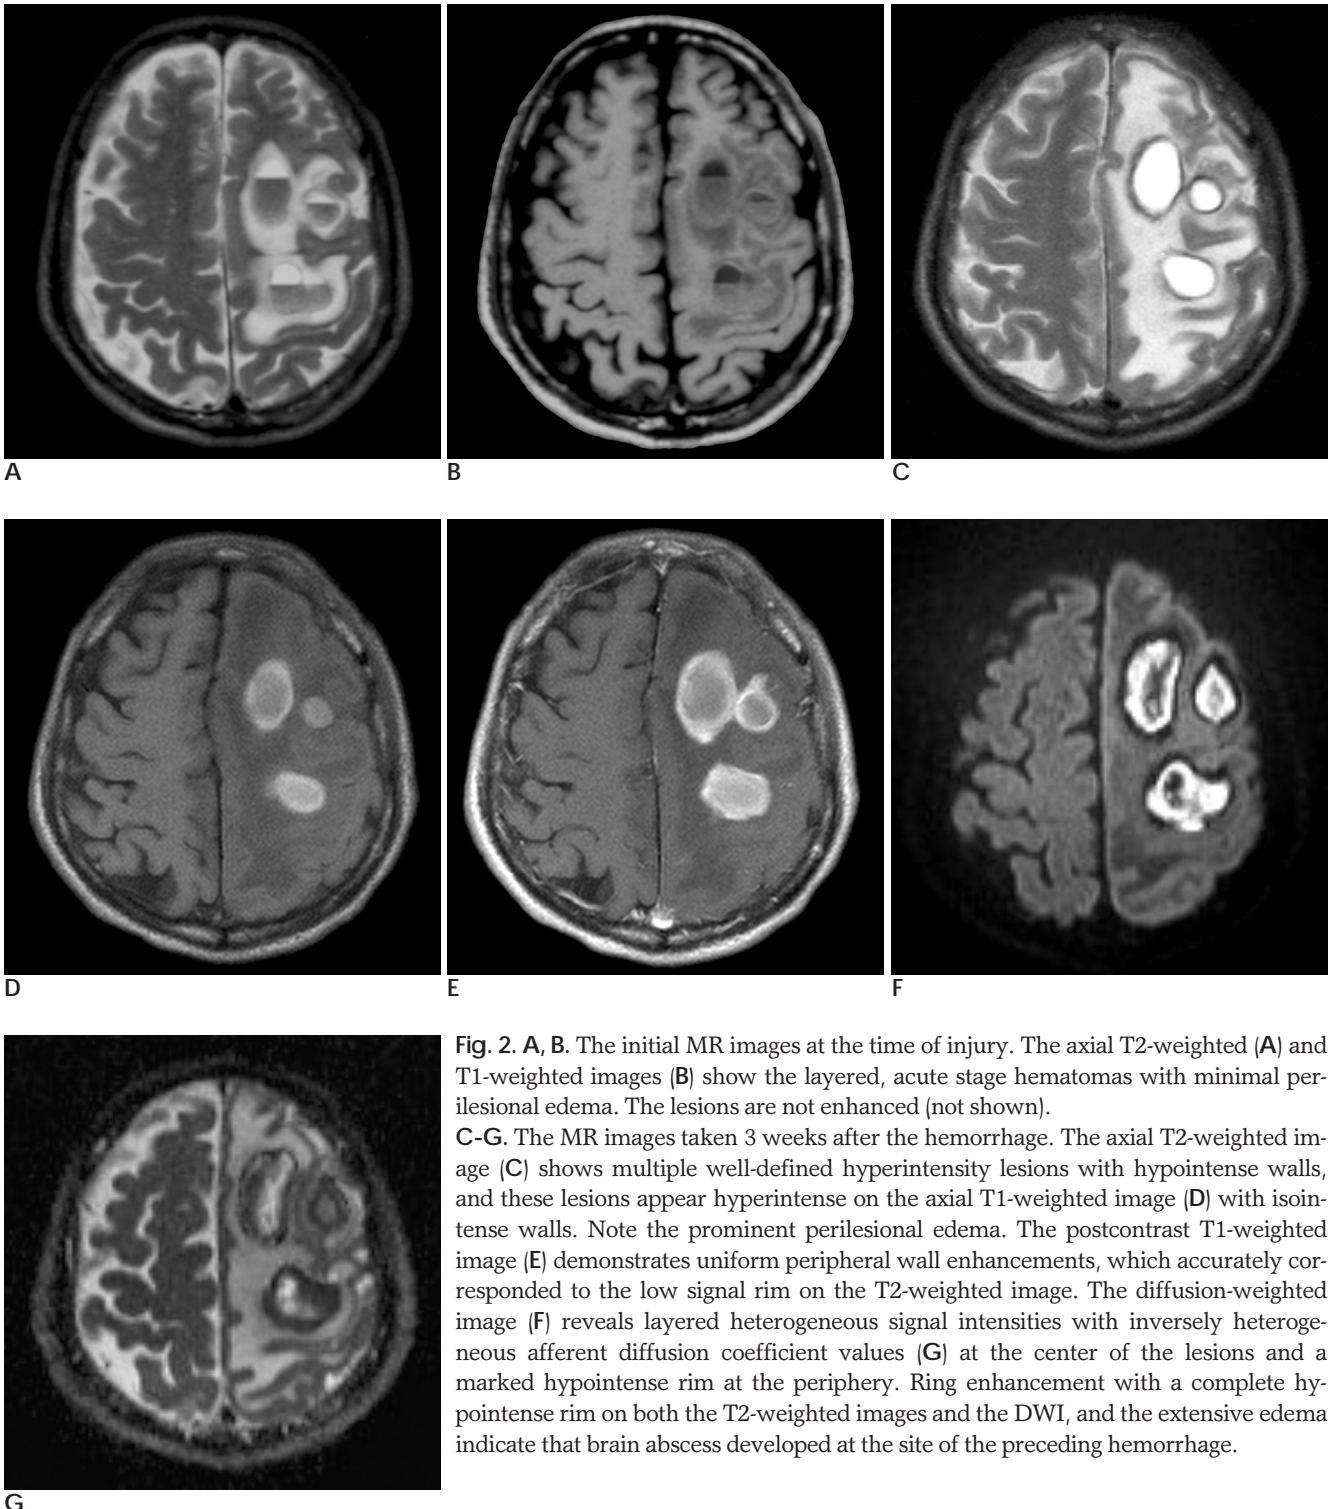 A
B
C
D
E
F
G
Fig. 2. A, B. The initial MR images at the time of injury. The axial T2-weighted (A) and
T1-weighted images (B) show the layered, acute stage hematomas with minimal per-
ilesional edema. The lesions are not enhanced (not shown).
C-G. The MR images taken 3 weeks after the hemorrhage. The axial T2-weighted im-
age (C) shows multiple well-defined hyperintensity lesions with hypointense walls,
and these lesions appear hyperintense on the axial T1-weighted image (D) with isoin-
tense walls. Note the prominent perilesional edema. The postcontrast T1-weighted
image (E) demonstrates uniform peripheral wall enhancements, which accurately cor-
responded to the low signal rim on the T2-weighted image. The diffusion-weighted
image (F) reveals layered heterogeneous signal intensities with inversely heteroge-
neous afferent diffusion coefficient values (G) at the center of the lesions and a
marked hypointense rim at the periphery. Ring enhancement with a complete hy-
pointense rim on both the T2-weighted images and the DWI, and the extensive edema
indicate that brain abscess developed at the site of the preceding hemorrhage.